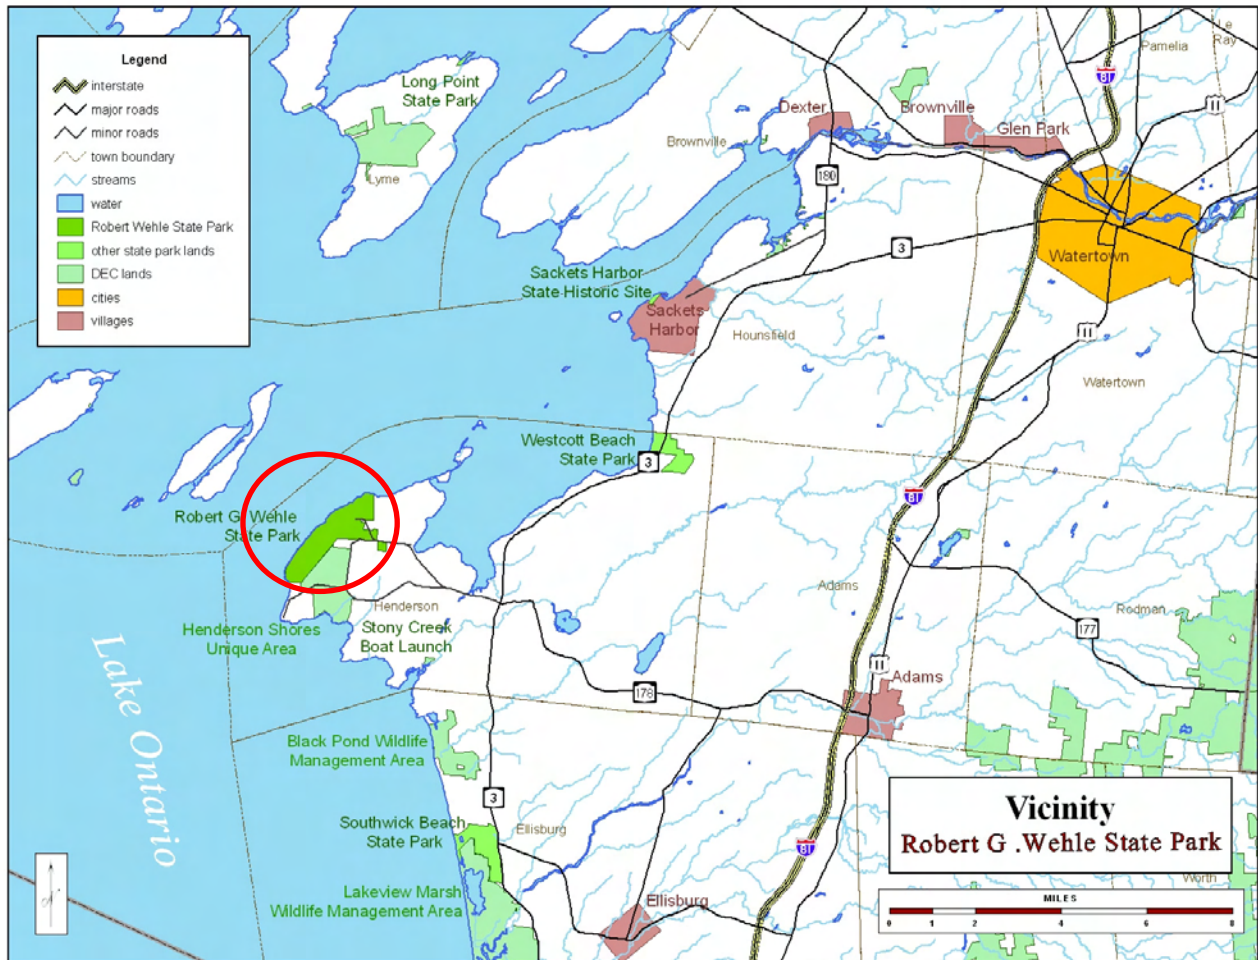 Legend
interstate
major roads
minor roads
town boundary
streams
water
Robert Wehle State Park
other state park lands
DEC lands
cities
villages
Long Point
State Park
Lyme
Dexter
Brownville
Glen Park
Pamelia
Le
Ray
81
11
Brownville
180
3
Watertown
Sackets Harbor
State Historic Site
Sackets
Harbor
Hounsfield
11
Watertown
Westcott Beach
State Park
3
81
Robert G. Wehle
State Park
Henderson
Henderson Shores
Unique Area
Stony Creek
Boat Launch
Adams
Rodman
177
11
Adams
178
Lake Ontario
Black Pond Wildlife
Management Area
3
Southwick Beach
State Park
Ellisburg
81
Lakeview Marsh
Wildlife Management Area
Ellisburg
Worth
Vicinity
Robert G .Wehle State Park
MILES
0 1 2 4 6 8